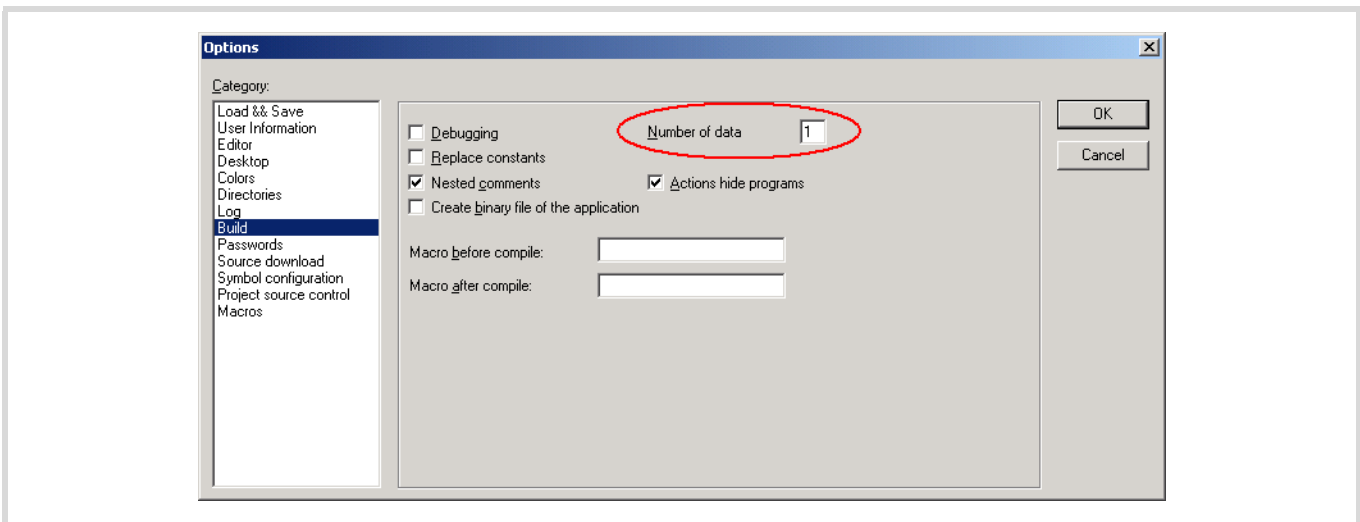 Options
Category:
Load && Save
User Information
Editor
Desktop
Colors
Directories
Log
Build
Passwords
Source download
Symbol configuration
Project source control
Macros
Debugging
Number of data
1
Replace constants
Nested comments
Actions hide programs
Create binary file of the application
Macro before compile:
Macro after compile:
OK
Cancel